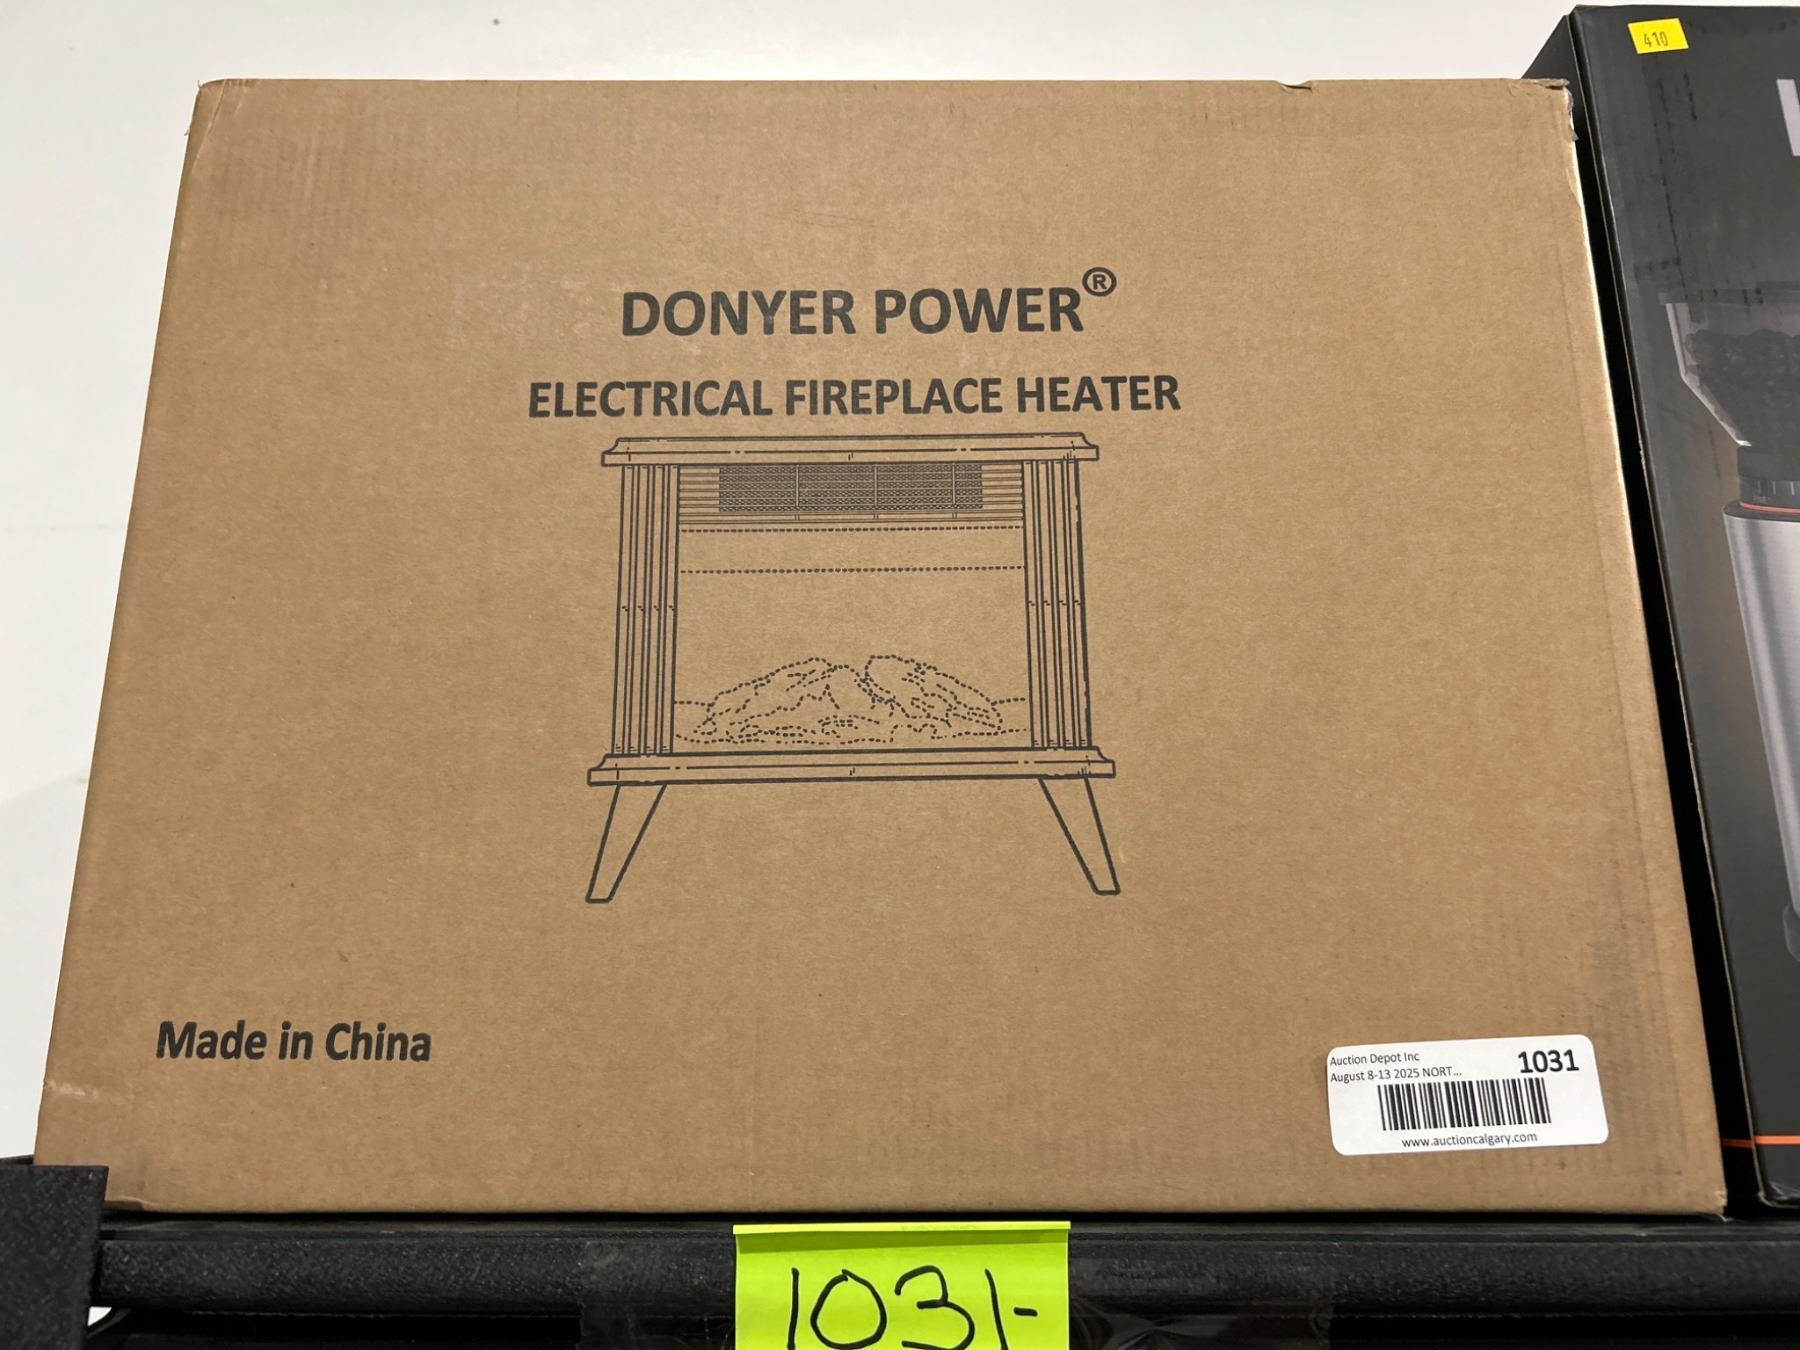 410
DONYER POWER®
ELECTRICAL FIREPLACE HEATER
FINE
Made in China
Auction Depot Inc
1031
August 8-13 2025 NORT...
www.auctioncalgary.com
1031-